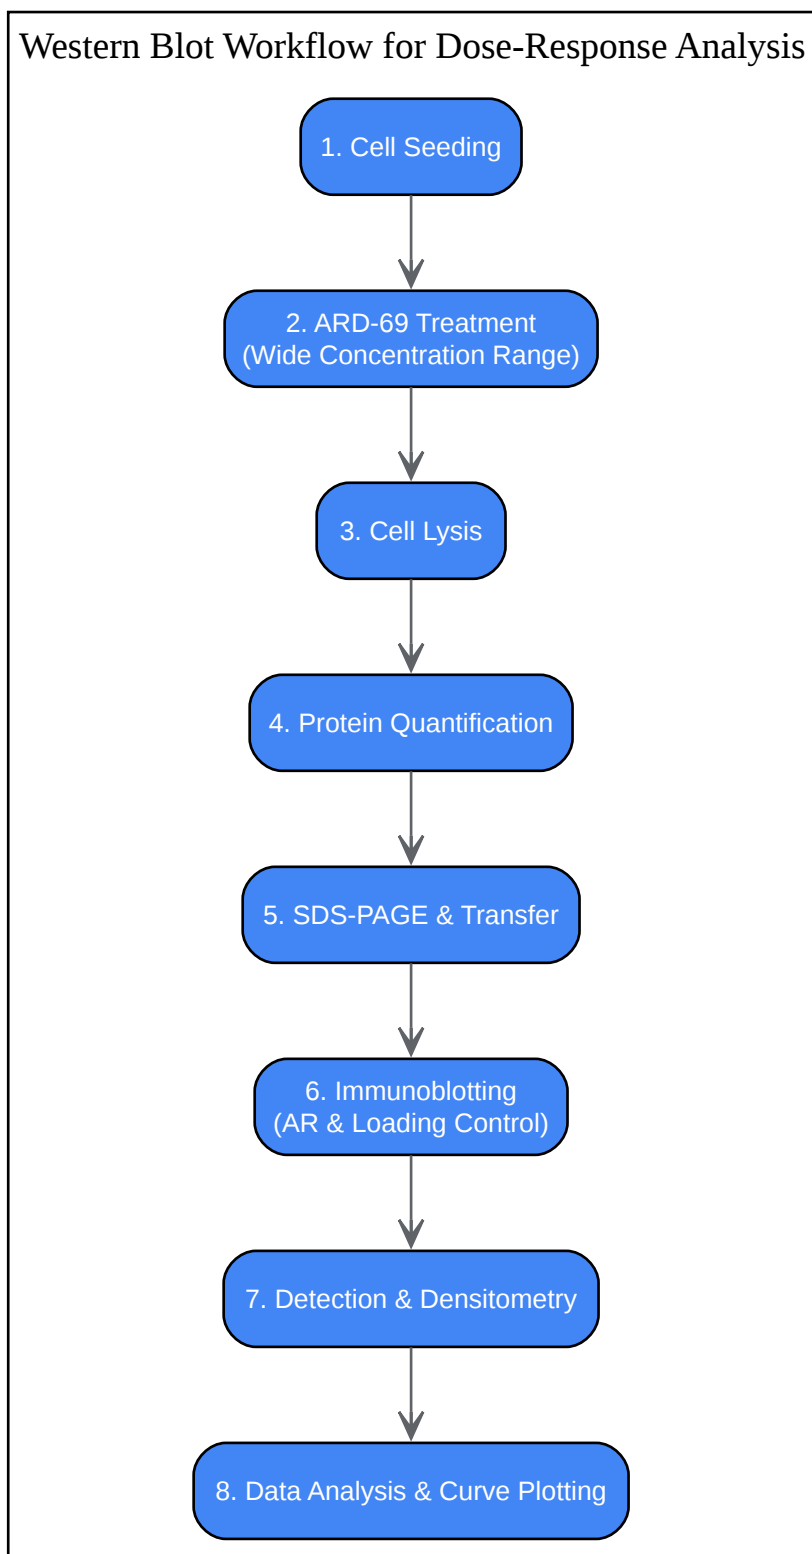 Western Blot Workflow for Dose-Response Analysis
1. Cell Seeding
2. ARD-69 Treatment
(Wide Concentration Range)
3. Cell Lysis
4. Protein Quantification
5. SDS-PAGE & Transfer
6. Immunoblotting
(AR & Loading Control)
7. Detection & Densitometry
8. Data Analysis & Curve Plotting